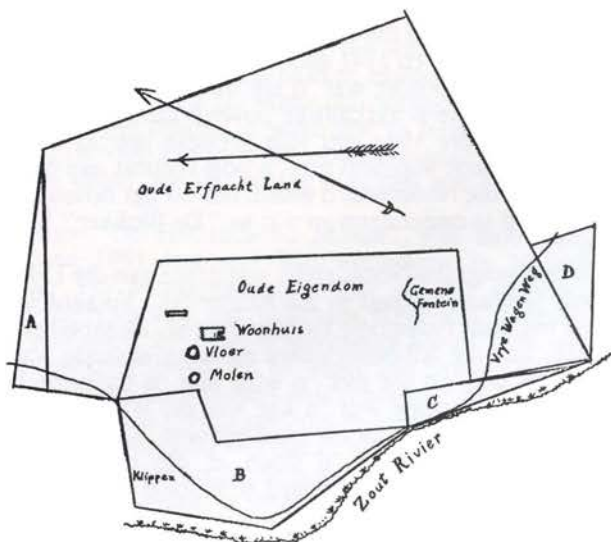 Oude Erfpacht Land
Oude Eigendom
Gemene
Fontein
Vrye Wagen Weg
D
A
Woonhuis
Vloer
Molen
C
B
Klippen
Zout Rivier